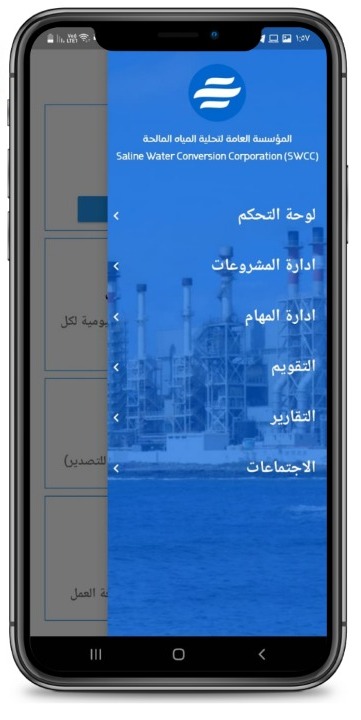 ١:٥٧
المؤسسة العامة لتحلية المياه المالحة
Saline Water Conversion Corporation (SWCC)
لوحة التحكم
ادارة المشروعات
ادارة المهام
يومية لكل
التقويم
التقارير
للتصدير)
الاجتماعات
ة العمل